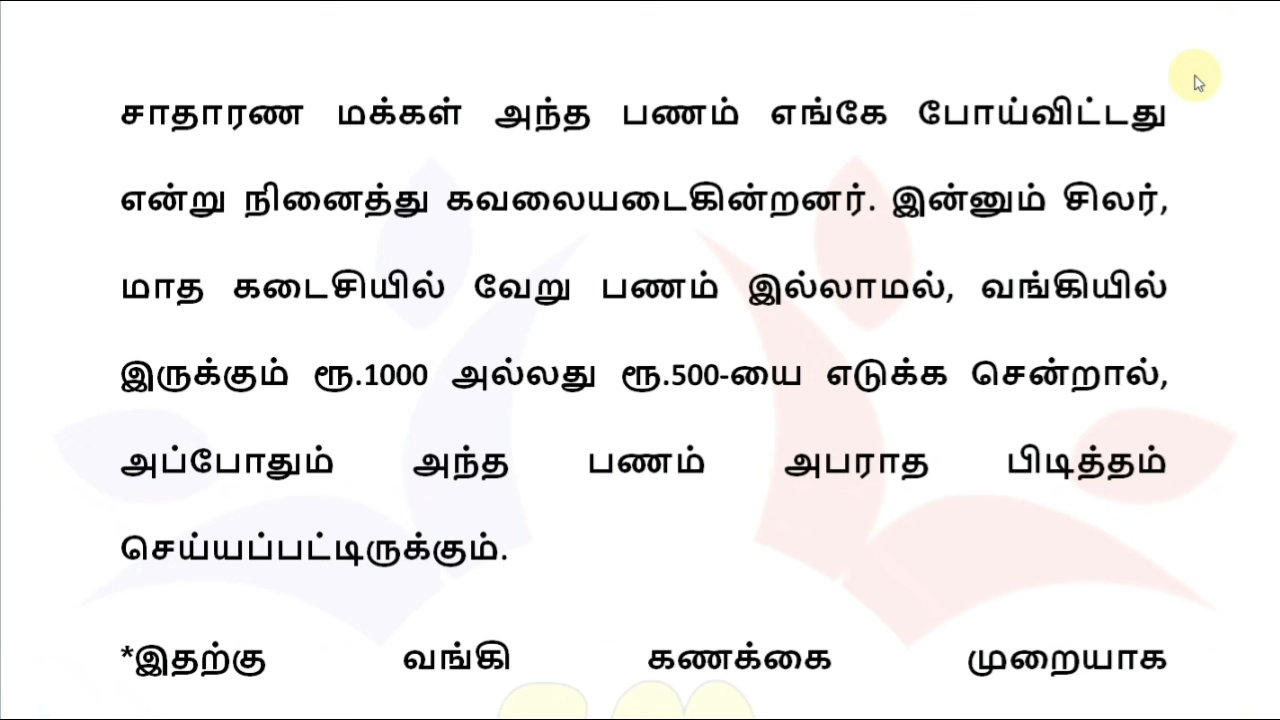 சாதாரண மக்கள் அந்த பணம் எங்கே போய்விட்டது
என்று நினைத்து கவலையடைகின்றனர். இன்னும் சிலர்,
மாத கடைசியில் வேறு பணம் இல்லாமல், வங்கியில்
இருக்கும் ரூ.1000 அல்லது ரூ.500-யை எடுக்க சென்றால்,
அப்போதும் அந்த பணம் அபராத பிடித்தம்
செய்யப்பட்டிருக்கும்.
*இதற்கு வங்கி கணக்கை முறையாக